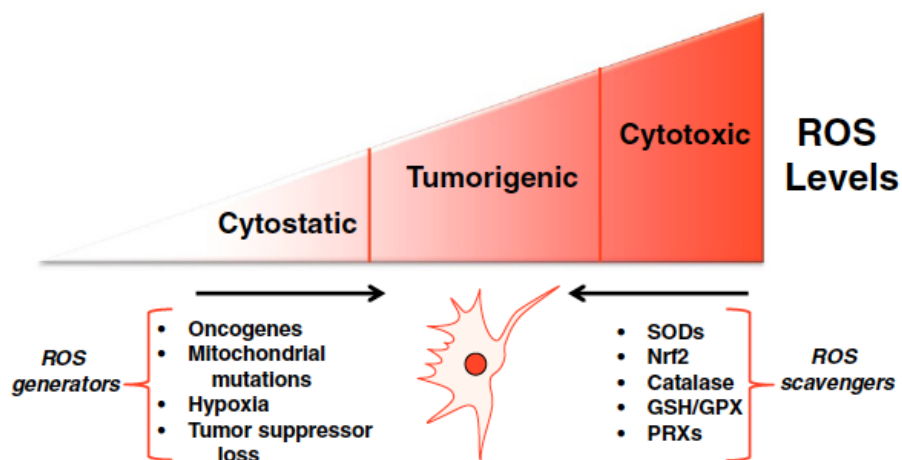 Cytotoxic
ROS
Levels
Tumorigenic
Cytostatic
ROS
generators
• Oncogenes
• Mitochondrial
mutations
• Hypoxia
• Tumor suppressor
loss
• SODs
• Nrf2
• Catalase
• GSH/GPX
• PRXs
ROS
scavengers